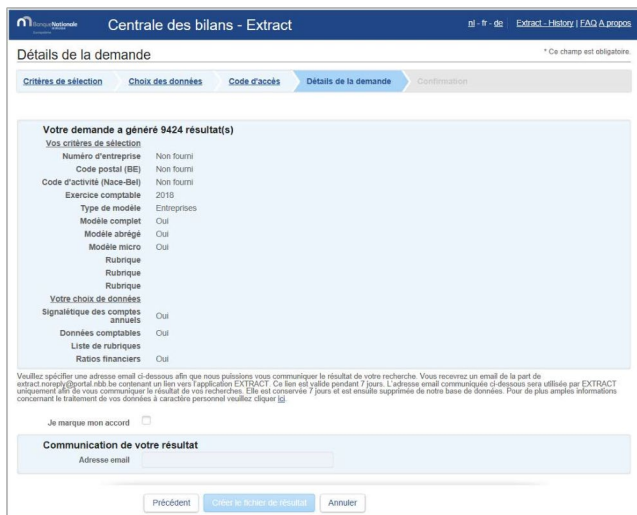 BanqueNationale
Centrale des bilans - Extract
nl - fr - de
Extract - History | FAQ A propos
Détails de la demande
* Ce champ est obligatoire.
Critères de sélection
Choix des données
Code d'accès
Détails de la demande
Confirmation
Votre demande a généré 9424 résultat(s)
Vos critères de sélection
Numéro d'entreprise Non fourni
Code postal (BE) Non fourni
Code d'activité (Nace-Bel) Non fourni
Exercice comptable 2016
Type de modèle Entreprises
Modèle complet Oui
Modèle abrégé Oui
Modèle micro Oui
Rubrique
Rubrique
Rubrique
Votre choix de données
Signalétique des comptes
annuels Oui
Données comptables Oui
Liste de rubriques
Ratios financiers Oui
Veuillez spécifier une adresse email ci-dessous afin que nous puissions vous communiquer le résultat de votre recherche. Vous recevrez un email de la part de
extract.noreply@portal.nbb.be contenant un lien vers l'application EXTRACT. Ce lien est valide pendant 7 jours. L'adresse email communiquée ci-dessous sera utilisée par EXTRACT
uniquement afin de vous communiquer le résultat de vos recherches. Elle est conservée 7 jours et est ensuite supprimée de notre base de données. Pour de plus amples informations
concernant le traitement de vos données à caractère personnel veuillez cliquer ici.
Je marque mon accord
Communication de votre résultat
Adresse email
Précédent
Créer le fichier de résultat
Annuler